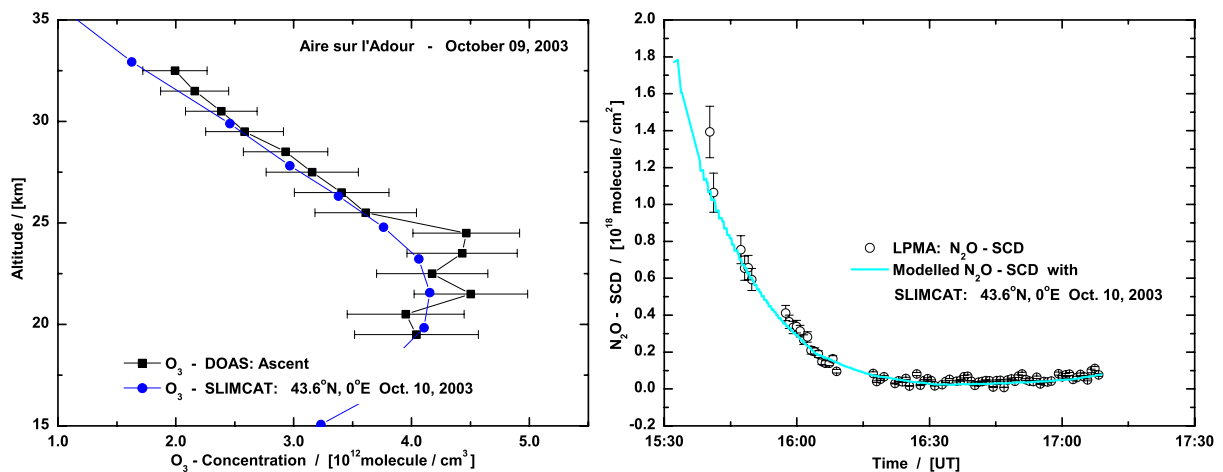 Aire sur l'Adour - October 09, 2003
35
30
25
20
15
Altitude / [km]
O3 - DOAS: Ascent
O3 - SLIMCAT: 43.6°N, 0°E Oct. 10, 2003
1.0 2.0 3.0 4.0 5.0
O3 - Concentration / [10^12 molecule / cm^3]
2.0
1.8
1.6
1.4
1.2
1.0
0.8
0.6
0.4
0.2
0.0
-0.2
N2O - SCD / [10^18 molecule / cm^2]
LPMA: N2O - SCD
Modelled N2O - SCD with
SLIMCAT: 43.6°N, 0°E Oct. 10, 2003
15:30 16:00 16:30 17:00 17:30
Time / [UT]